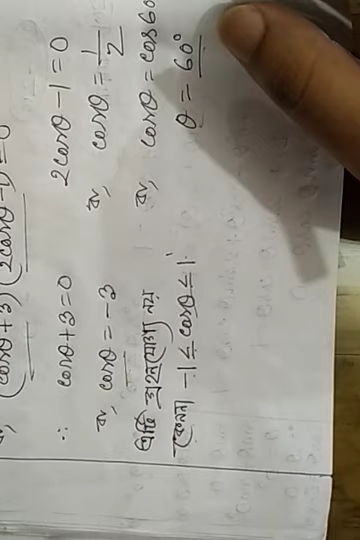 বা, (cosθ+3)(2cosθ-1)=0
∴ cosθ+3=0 2cosθ-1=0
বা, cosθ=-3 বা, cosθ=1/2
এটি গ্রহণযোগ্য নয় বা, cosθ=cos60
কেননা -1≤cosθ≤1 θ=60°